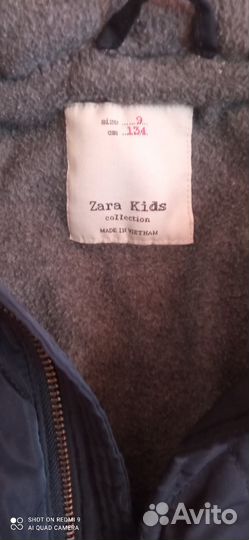 size ......9....
cm ...134...
Zara Kids
collection
MADE IN VIETNAM
SHOT ON REDMI 9
AI QUAD CAMERA
Avito